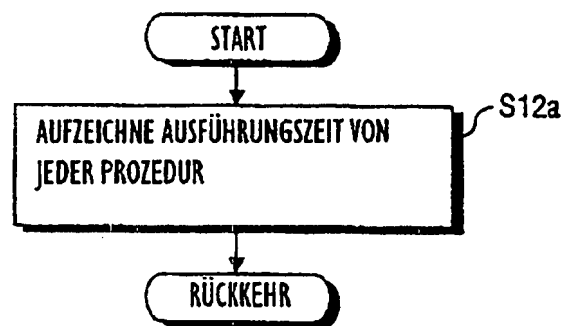 START
AUFZEICHNE AUSFÜHRUNGSZEIT VON
JEDER PROZEDUR
S12a
RÜCKKEHR